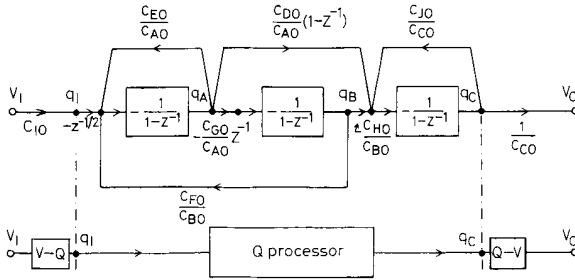 C_EO/C_AO C_DO/C_AO (1-Z^-1) C_JO/C_CO
V_I q_I q_A q_B q_C V_O
C_IO -z^-1/2 -1/(1-Z^-1) -C_GO/C_AO Z^-1 -1/(1-Z^-1) C_HO/C_BO -1/(1-Z^-1) 1/C_CO
C_FO/C_BO
V_I V-Q q_I Q processor q_C Q-V V_O